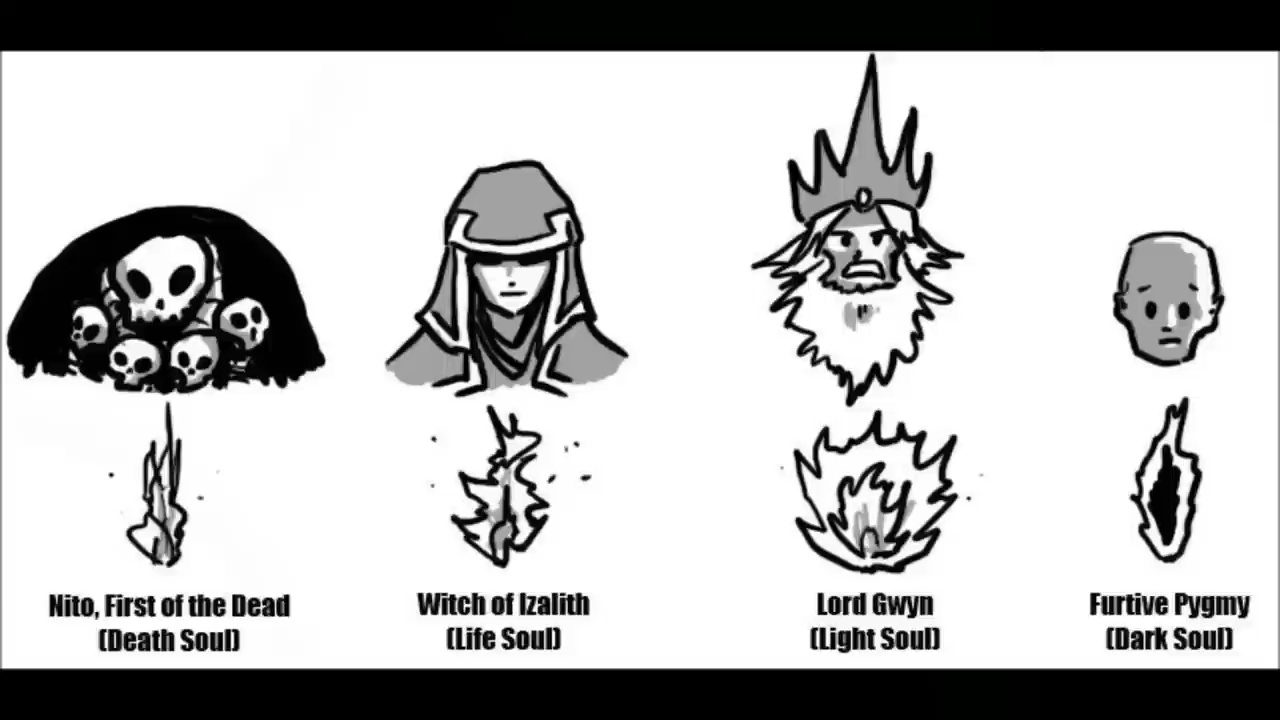 Nito, First of the Dead
(Death Soul)
Witch of Izalith
(Life Soul)
Lord Gwyn
(Light Soul)
Furtive Pygmy
(Dark Soul)